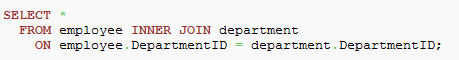 SELECT *
FROM employee INNER JOIN department
ON employee.DepartmentID = department.DepartmentID;